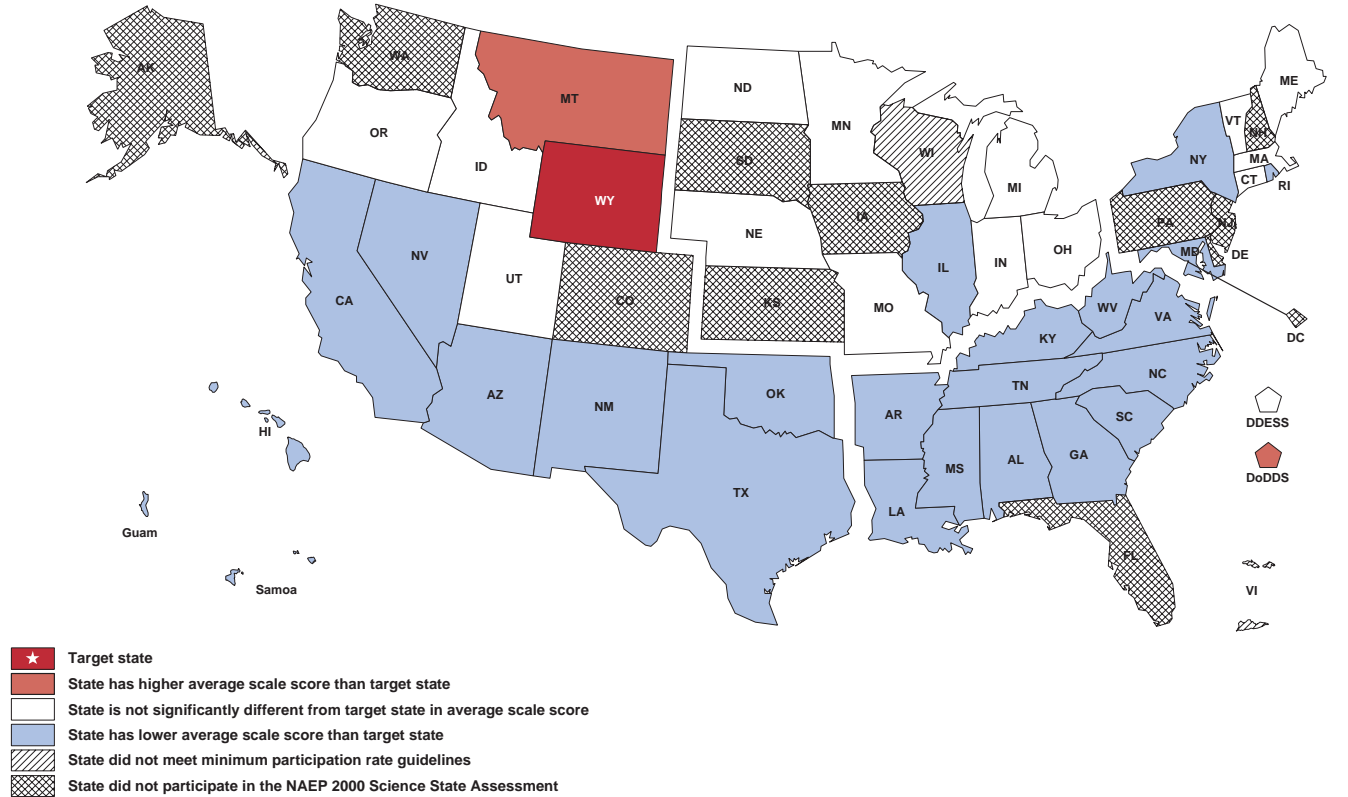 AK
WA
MT
ND
ME
OR
MN
VT
NH
ID
SD
WI
NY
MA
WY
MI
CT
RI
IA
PA
NJ
NE
NV
OH
MD
DE
UT
IL
IN
CA
CO
KS
MO
WV
VA
DC
KY
NC
AZ
NM
OK
TN
AR
SC
HI
DDESS
MS
AL
GA
DoDDS
TX
LA
Guam
FL
Samoa
VI
Target state
State has higher average scale score than target state
State is not significantly different from target state in average scale score
State has lower average scale score than target state
State did not meet minimum participation rate guidelines
State did not participate in the NAEP 2000 Science State Assessment